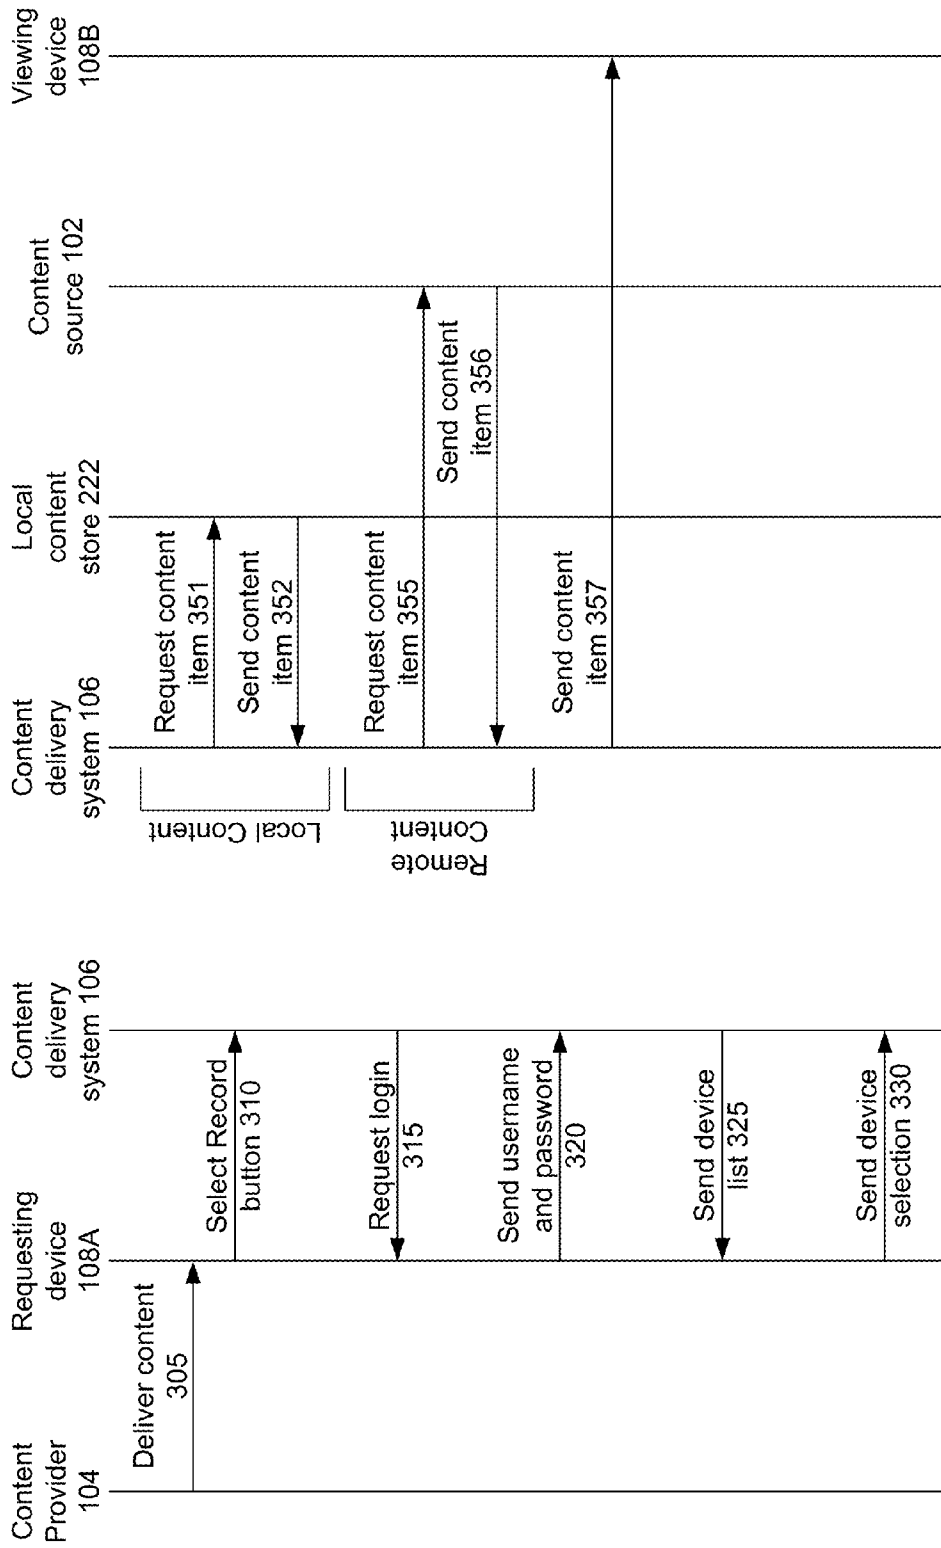 Content
Provider
104
Requesting
device
108A
Content
delivery
system 106
Deliver content
305
Select Record
button 310
Request login
315
Send username
and password
320
Send device
list 325
Send device
selection 330
Content
delivery
system 106
Local
content
store 222
Content
source 102
Viewing
device
108B
Local Content
Request content
item 351
Send content
item 352
Remote
Content
Request content
item 355
Send content
item 356
Send content
item 357